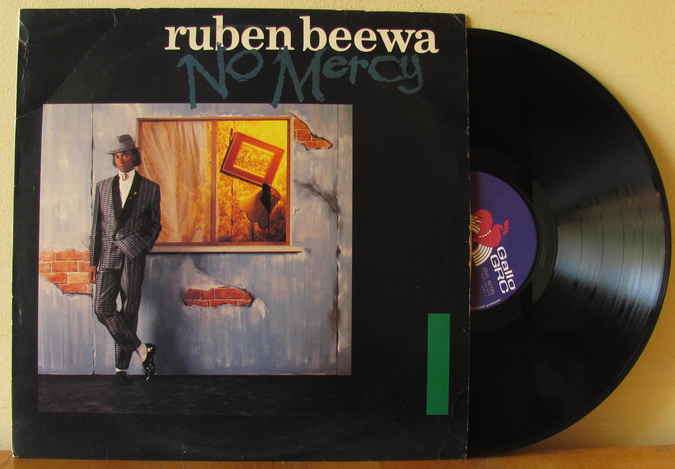 ruben beewa
No Mercy
Gallo
GRC